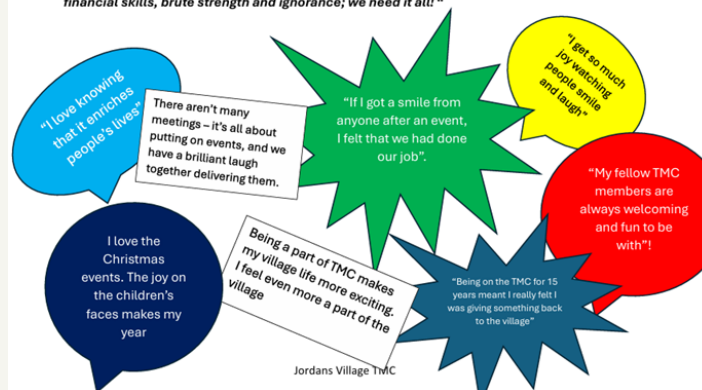 financial skills, brute strength and ignorance; we need it all! "
"I love knowing
that it enriches
people's lives"
There aren't many
meetings – it's all about
putting on events, and we
have a brilliant laugh
together delivering them.
"If I got a smile from
anyone after an event,
I felt that we had done
our job".
"I get so much
joy watching
people smile
and laugh"
"My fellow TMC
members are
always welcoming
and fun to be
with"!
I love the
Christmas
events. The joy on
the children's
faces makes my
year
Being a part of TMC makes
my village life more exciting.
I feel even more a part of the
village
"Being on the TMC for 15
years meant I really felt I
was giving something back
to the village"
Jordans Village TMC